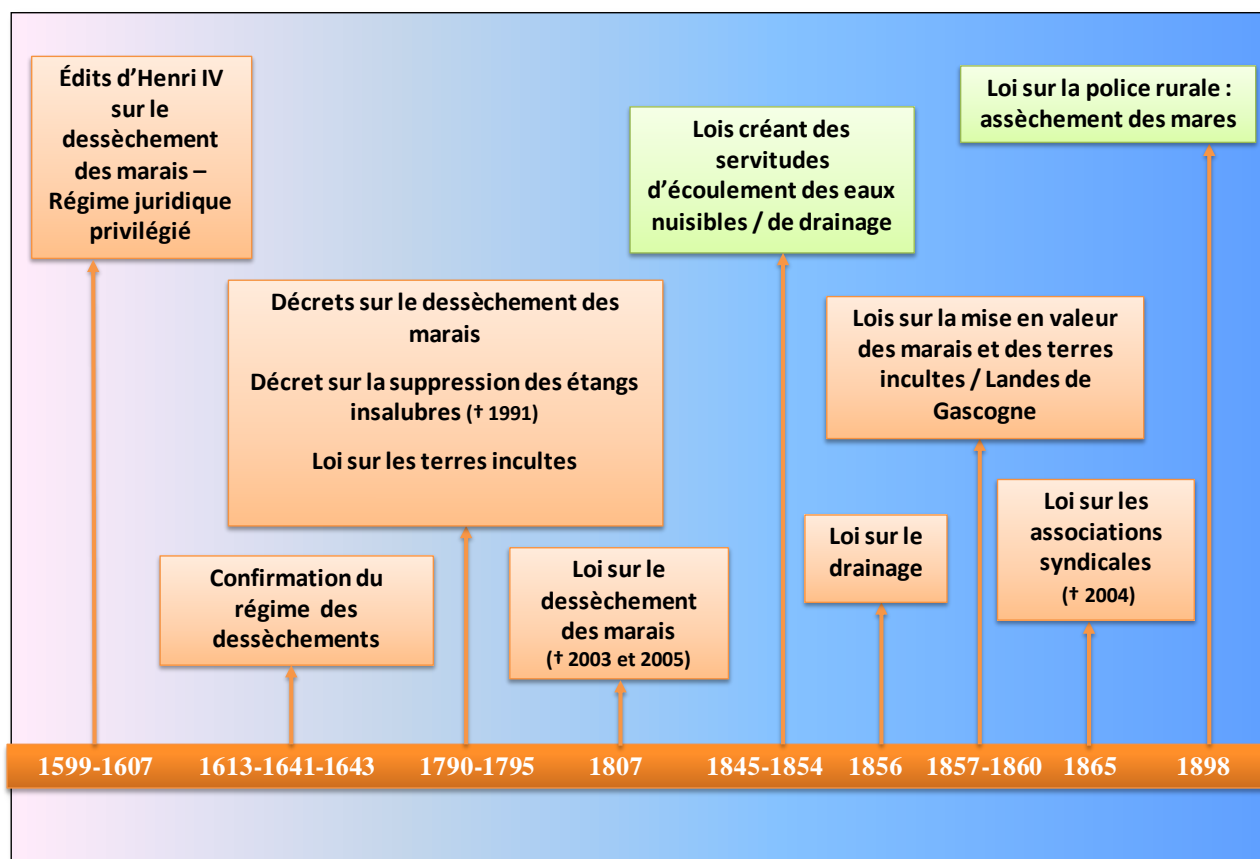 Édits d’Henri IV
sur le
dessèchement
des marais –
Régime juridique
privilégié
Confirmation du
régime des
dessèchements
Décrets sur le dessèchement des
marais
Décret sur la suppression des étangs
insalubres († 1991)
Loi sur les terres incultes
Loi sur le
dessèchement
des marais
(† 2003 et 2005)
Lois créant des
servitudes
d’écoulement des eaux
nuisibles / de drainage
Loi sur le
drainage
Lois sur la mise en valeur
des marais et des terres
incultes / Landes de
Gascogne
Loi sur les
associations
syndicales
(† 2004)
Loi sur la police rurale :
assèchement des mares
1599-1607 1613-1641-1643 1790-1795 1807 1845-1854 1856 1857-1860 1865 1898